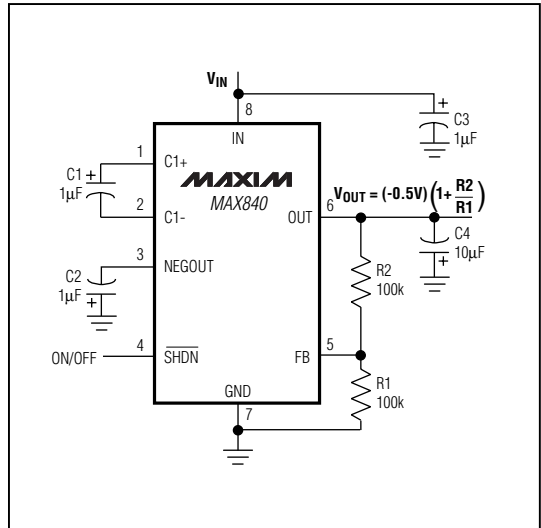 VIN
8
IN
C3
1µF
1
C1+
C1
1µF
MAXIM
MAX840
2
C1-
OUT
6
VOUT = (-0.5V)(1+ R2/R1)
C4
10µF
3
NEGOUT
C2
1µF
R2
100k
4
ON/OFF
SHDN
FB
5
R1
100k
GND
7